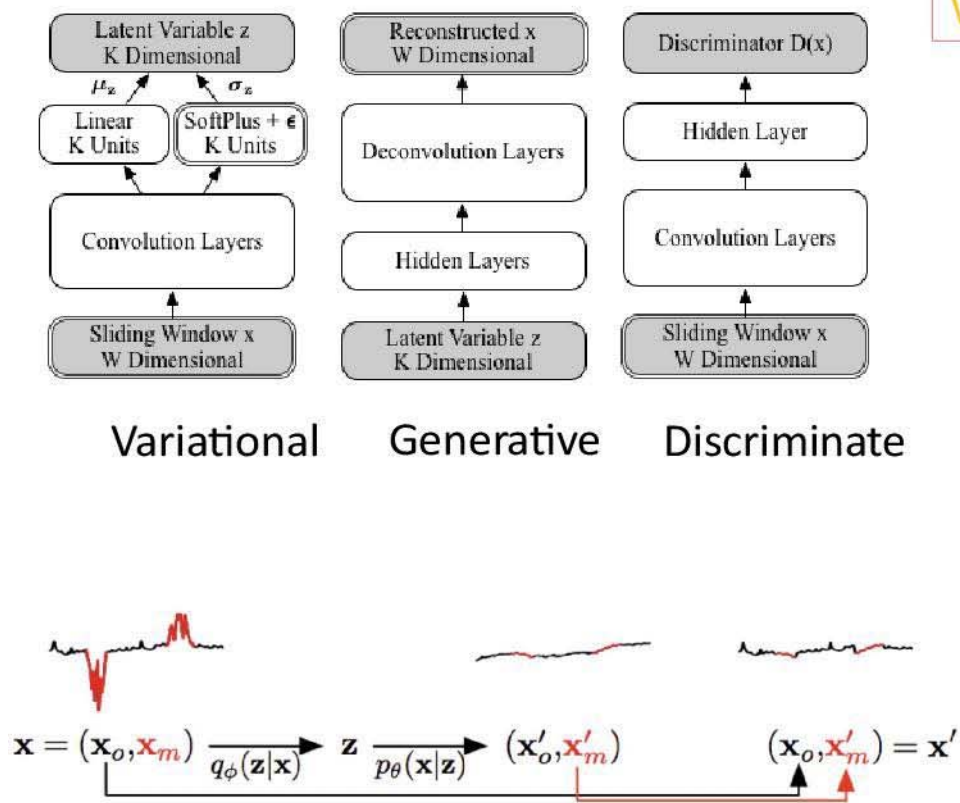 Latent Variable z
K Dimensional
μz
σz
Linear
K Units
SoftPlus + ϵ
K Units
Convolution Layers
Sliding Window x
W Dimensional
Reconstructed x
W Dimensional
Deconvolution Layers
Hidden Layers
Latent Variable z
K Dimensional
Discriminator D(x)
Hidden Layer
Convolution Layers
Sliding Window x
W Dimensional
Variational Generative Discriminate
x = (xₒ,xₘ) qϕ(z|x) z pθ(x|z) (x′ₒ,x′ₘ) (xₒ,x′ₘ) = x′